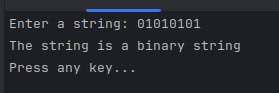 Enter a string: 01010101
The string is a binary string
Press any key...